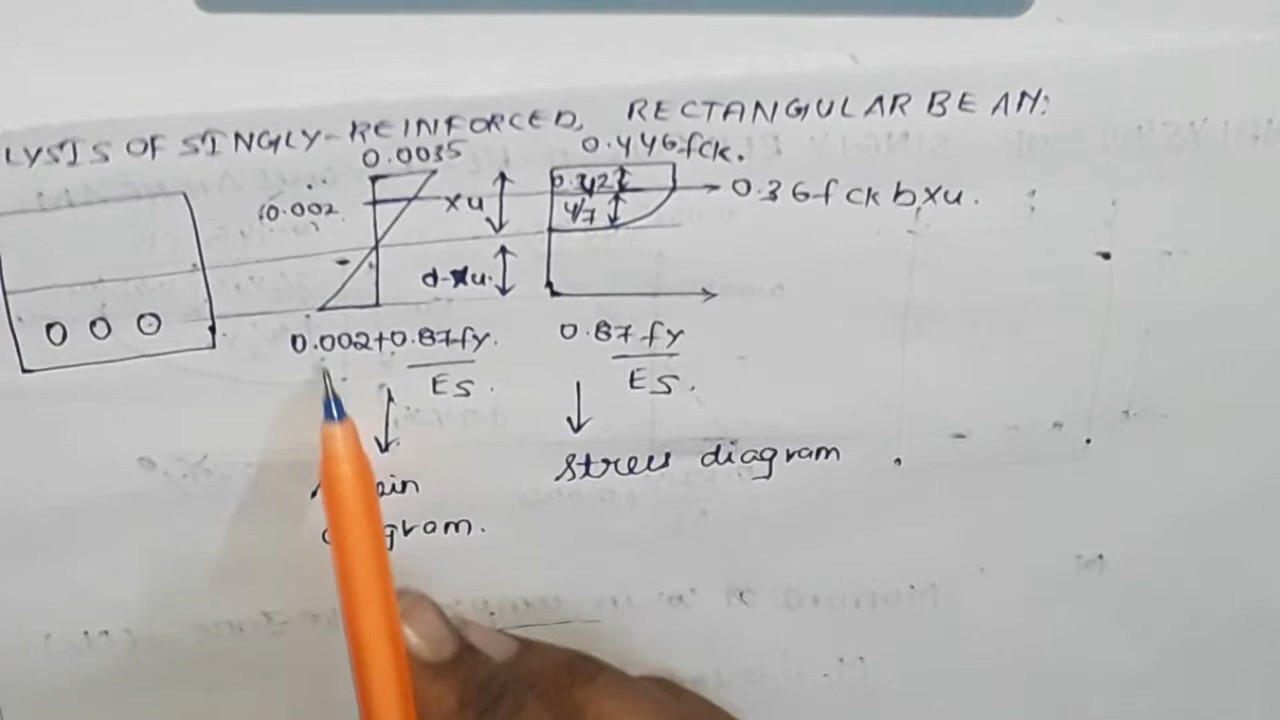 LYSIS OF SINGLY-REINFORCED, RECTANGULAR BEAM:
0.0035
0.446fck.
0.002
xu
0.42
4/7
0.36fck bxu.
d-xu.
0.002+0.87fy.
ES.
0.87fy
ES.
stress diagram
ain
gram.